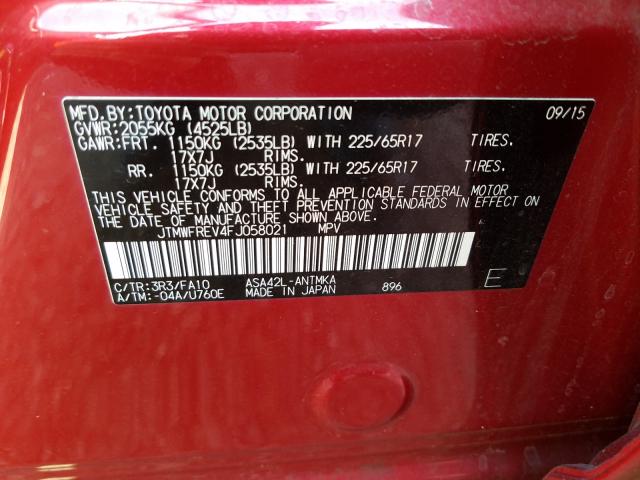 MFD.BY:TOYOTA MOTOR CORPORATION 09/15
GVWR:2055KG (4525LB)
GAWR:FRT. 1150KG (2535LB) WITH 225/65R17 TIRES.
17X7J RIMS.
RR. 1150KG (2535LB) WITH 225/65R17 TIRES.
17X7J RIMS.
THIS VEHICLE CONFORMS TO ALL APPLICABLE FEDERAL MOTOR
VEHICLE SAFETY AND THEFT PREVENTION STANDARDS IN EFFECT ON
THE DATE OF MANUFACTURE SHOWN ABOVE.
JTMWFREV4FJ058021 MPV
C/TR:3R3/FA10 ASA42L-ANTMKA
A/TM:-04A/U760E MADE IN JAPAN 896 E